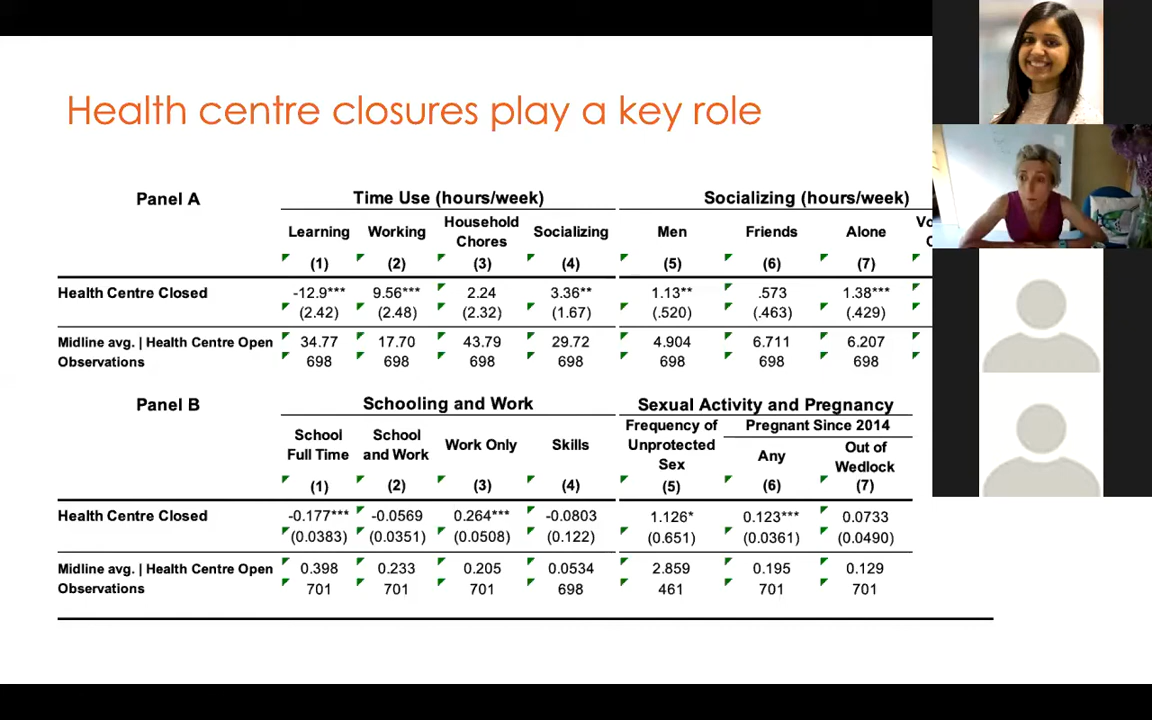 Health centre closures play a key role
Panel A Time Use (hours/week) Socializing (hours/week)
Learning Working Household Chores Socializing Men Friends Alone
(1) (2) (3) (4) (5) (6) (7)
Health Centre Closed -12.9*** 9.56*** 2.24 3.36** 1.13** .573 1.38***
(2.42) (2.48) (2.32) (1.67) (.520) (.463) (.429)
Midline avg. | Health Centre Open 34.77 17.70 43.79 29.72 4.904 6.711 6.207
Observations 698 698 698 698 698 698 698
Panel B Schooling and Work Sexual Activity and Pregnancy
Pregnant Since 2014
School Full Time School and Work Work Only Skills Frequency of Unprotected Sex Any Out of Wedlock
(1) (2) (3) (4) (5) (6) (7)
Health Centre Closed -0.177*** -0.0569 0.264*** -0.0803 1.126* 0.123*** 0.0733
(0.0383) (0.0351) (0.0508) (0.122) (0.651) (0.0361) (0.0490)
Midline avg. | Health Centre Open 0.398 0.233 0.205 0.0534 2.859 0.195 0.129
Observations 701 701 701 698 461 701 701